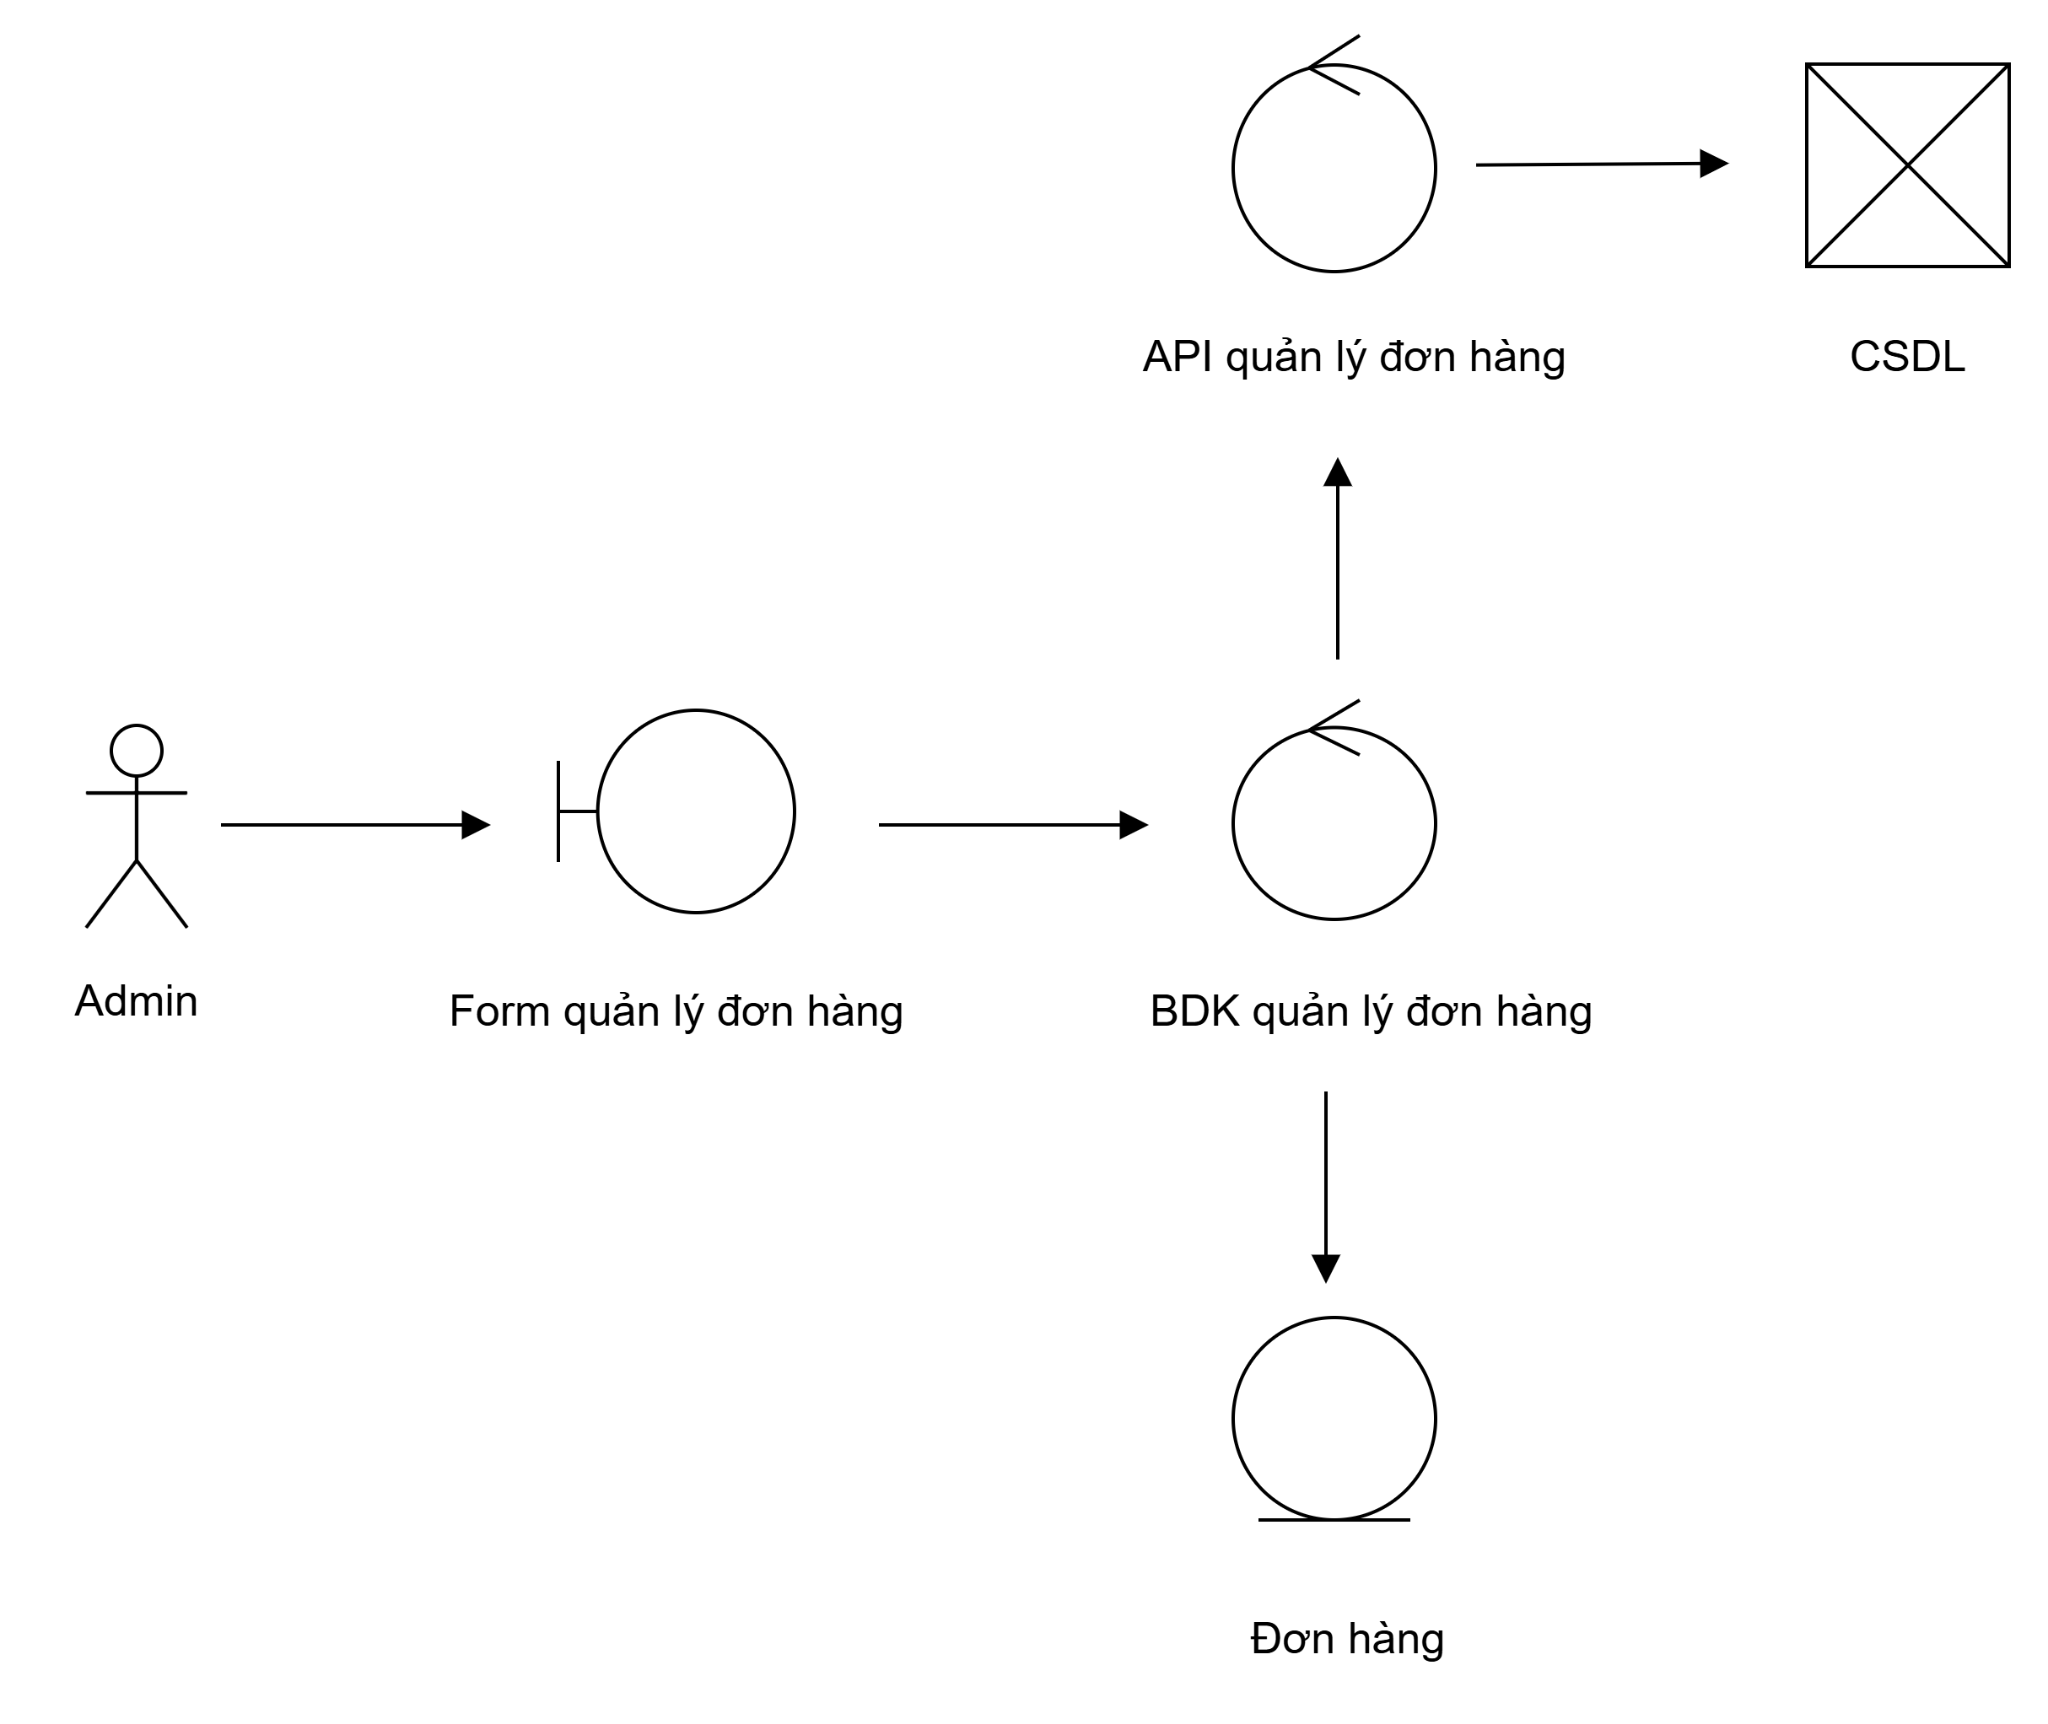 API quản lý đơn hàng
CSDL
Admin
Form quản lý đơn hàng
BDK quản lý đơn hàng
Đơn hàng